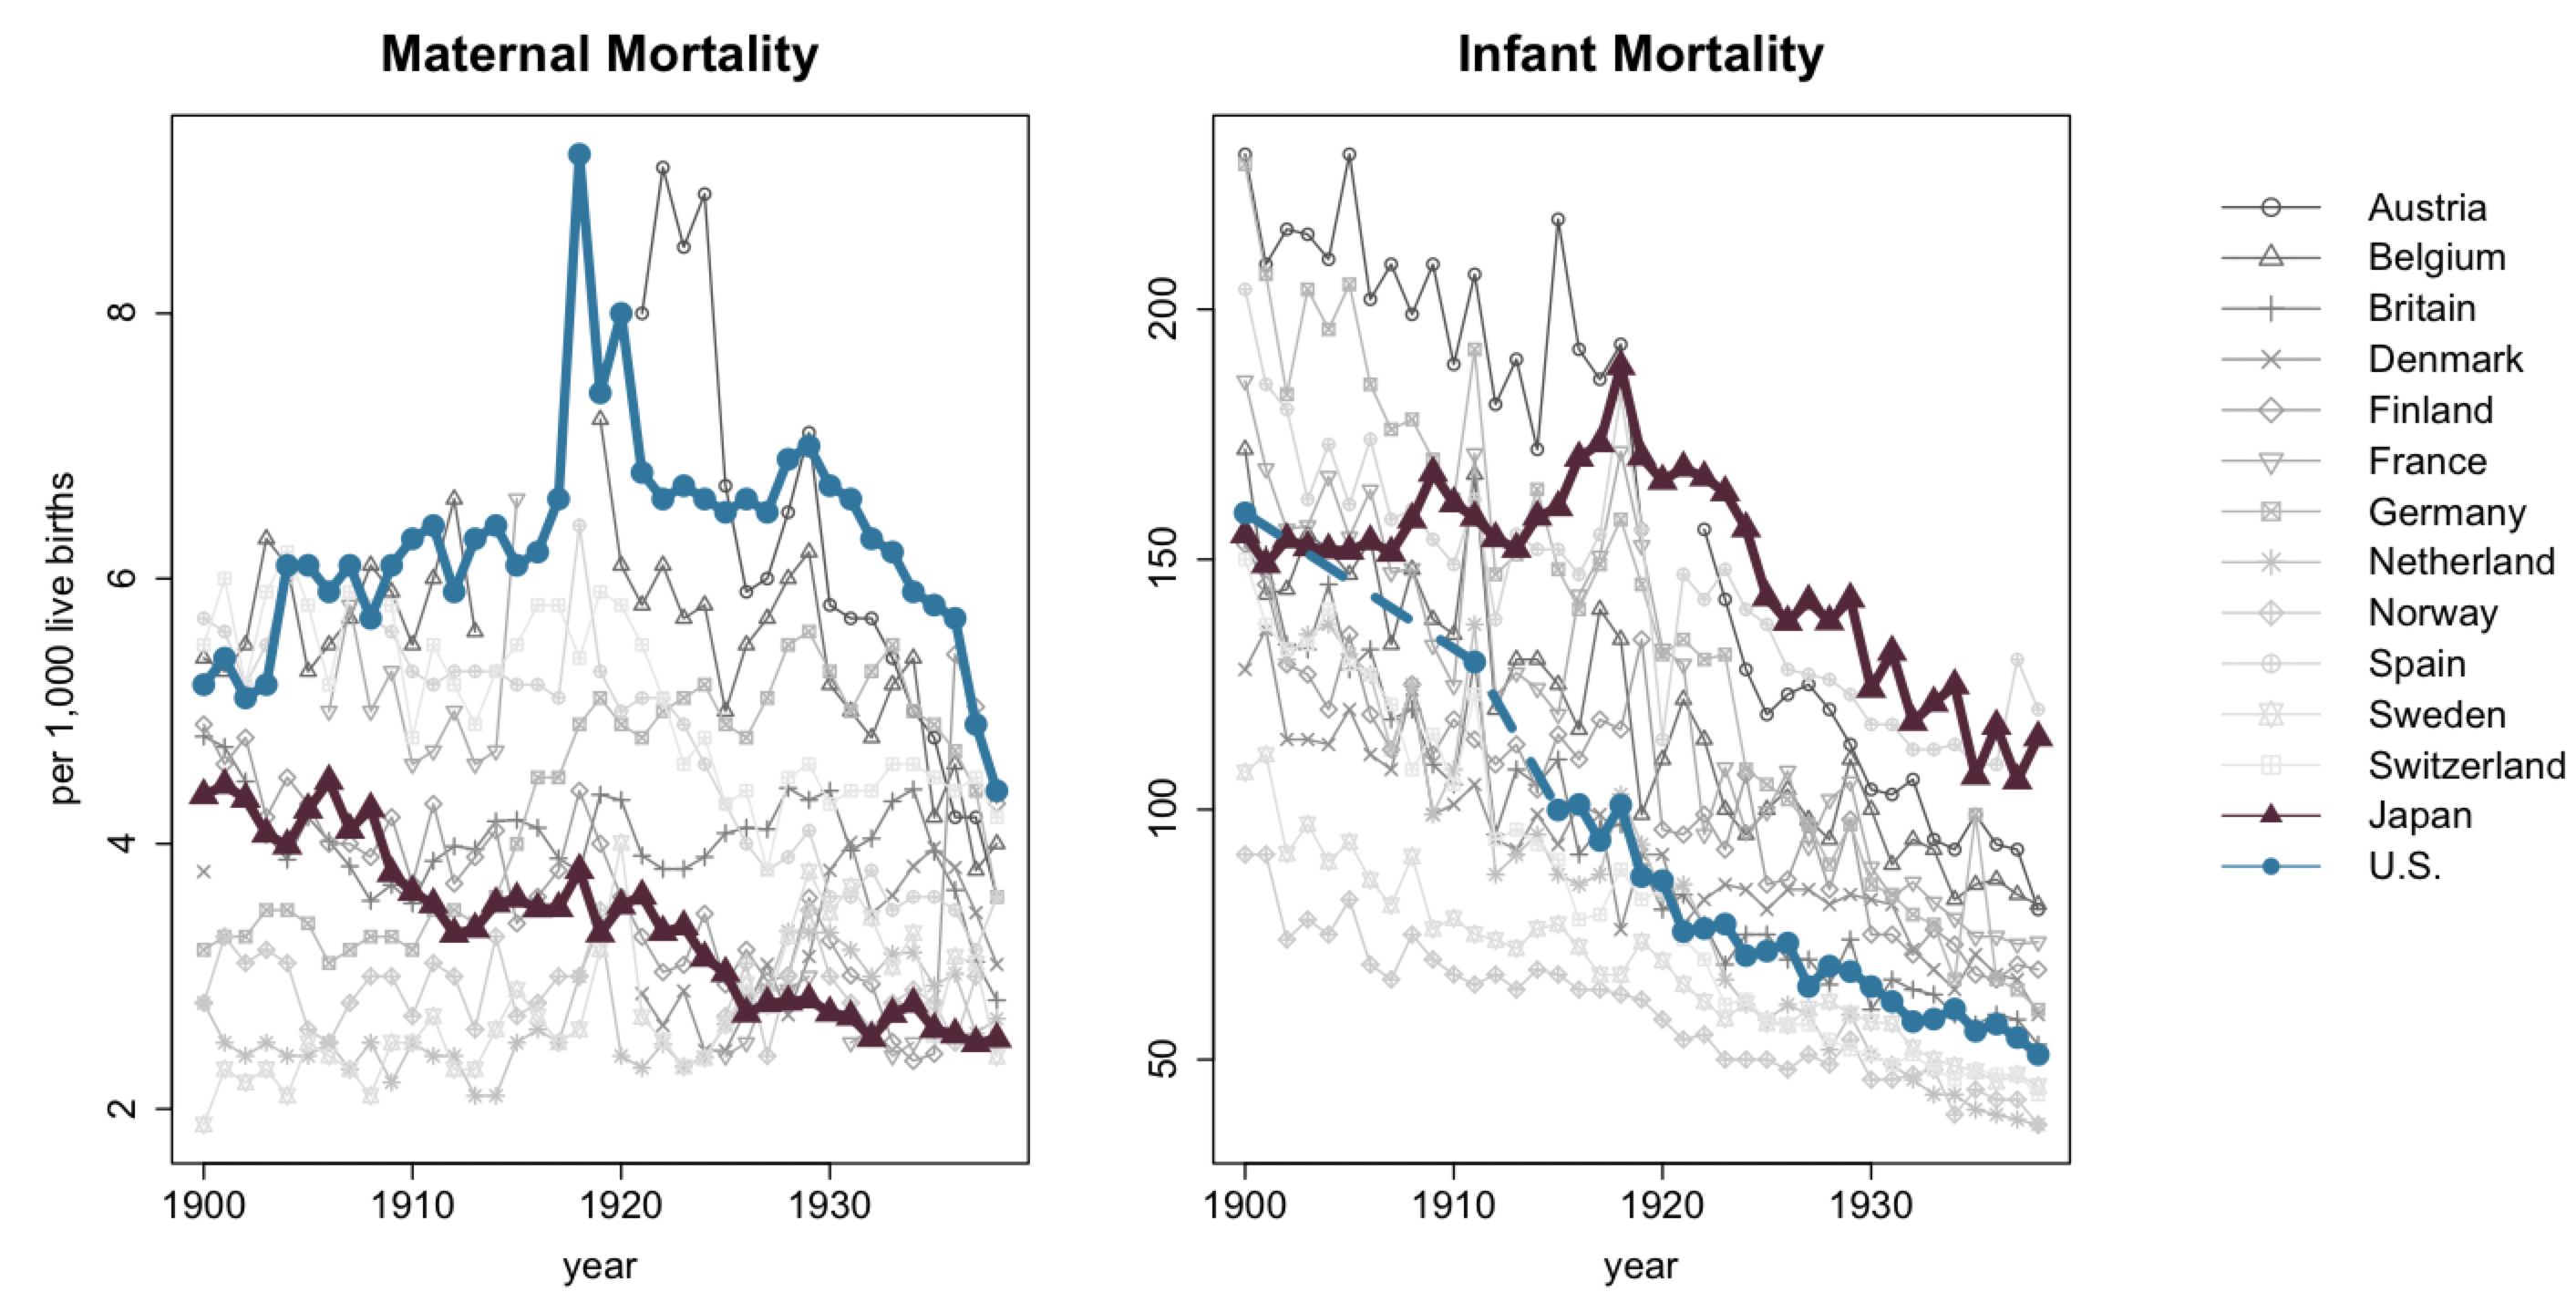 Maternal Mortality
per 1,000 live births
8
6
4
2
1900 1910 1920 1930
year
Infant Mortality
200
150
100
50
1900 1910 1920 1930
year
Austria
Belgium
Britain
Denmark
Finland
France
Germany
Netherland
Norway
Spain
Sweden
Switzerland
Japan
U.S.